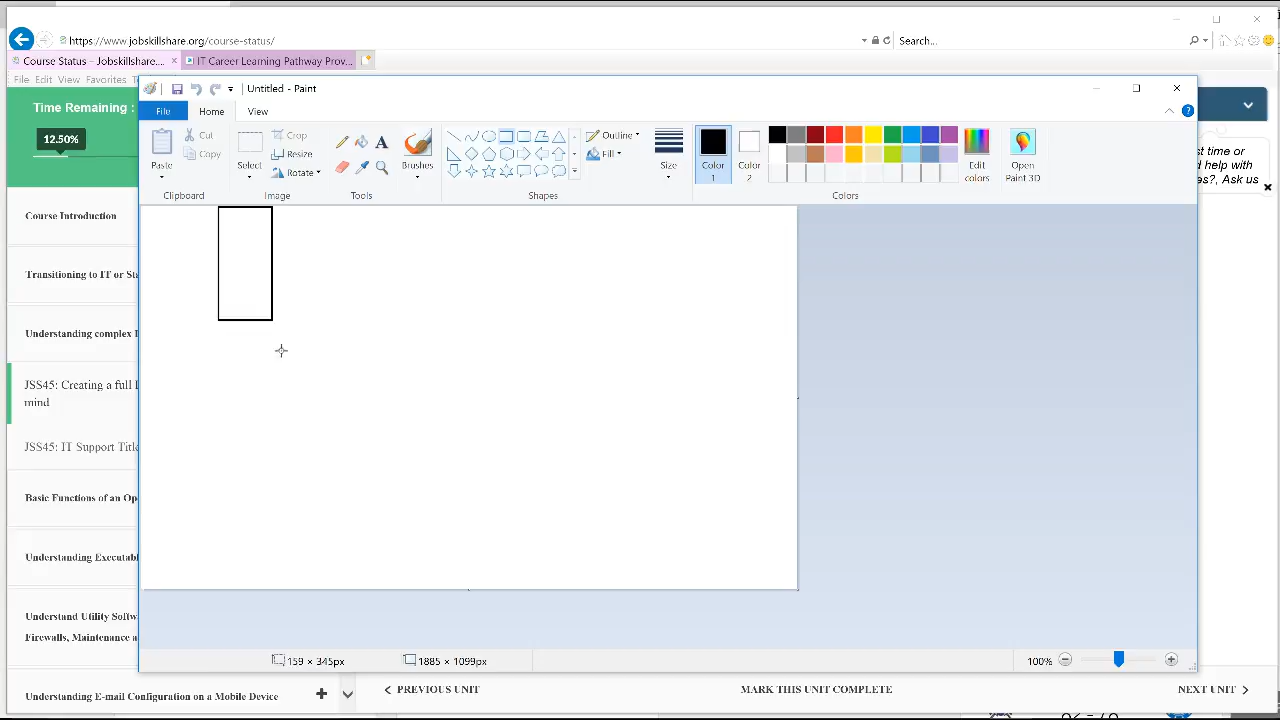 https://www.jobskillshare.org/course-status/
Search...
Course Status - Jobskillshare....
IT Career Learning Pathway Prov...
File Edit View Favorites
Untitled - Paint
Time Remaining :
12.50%
File Home View
Paste
Cut
Copy
Clipboard
Select
Crop
Resize
Rotate
Image
Tools
Brushes
Shapes
Outline
Fill
Size
Color
1
Color
2
Colors
Edit
colors
Open
Paint 3D
st time or
d help with
es?, Ask us
Course Introduction
Transitioning to IT or Sta
Understanding complex
JSS45: Creating a full
mind
JSS45: IT Support Title
Basic Functions of an Op
Understanding Executabl
Understand Utility Softw
Firewalls, Maintenance a
Understanding E-mail Configuration on a Mobile Device
159 × 345px
1885 × 1099px
100%
PREVIOUS UNIT
MARK THIS UNIT COMPLETE
NEXT UNIT